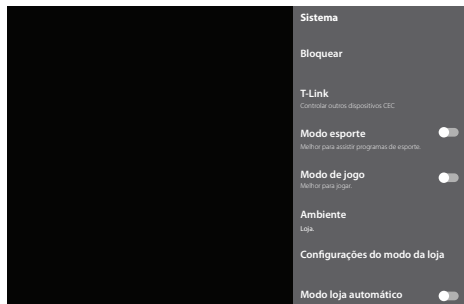 Sistema
Bloquear
T-Link
Controlar outros dispositivos CEC
Modo esporte
Melhor para assistir programas de esporte.
Modo de jogo
Melhor para jogar.
Ambiente
Loja.
Configurações do modo da loja
Modo loja automático